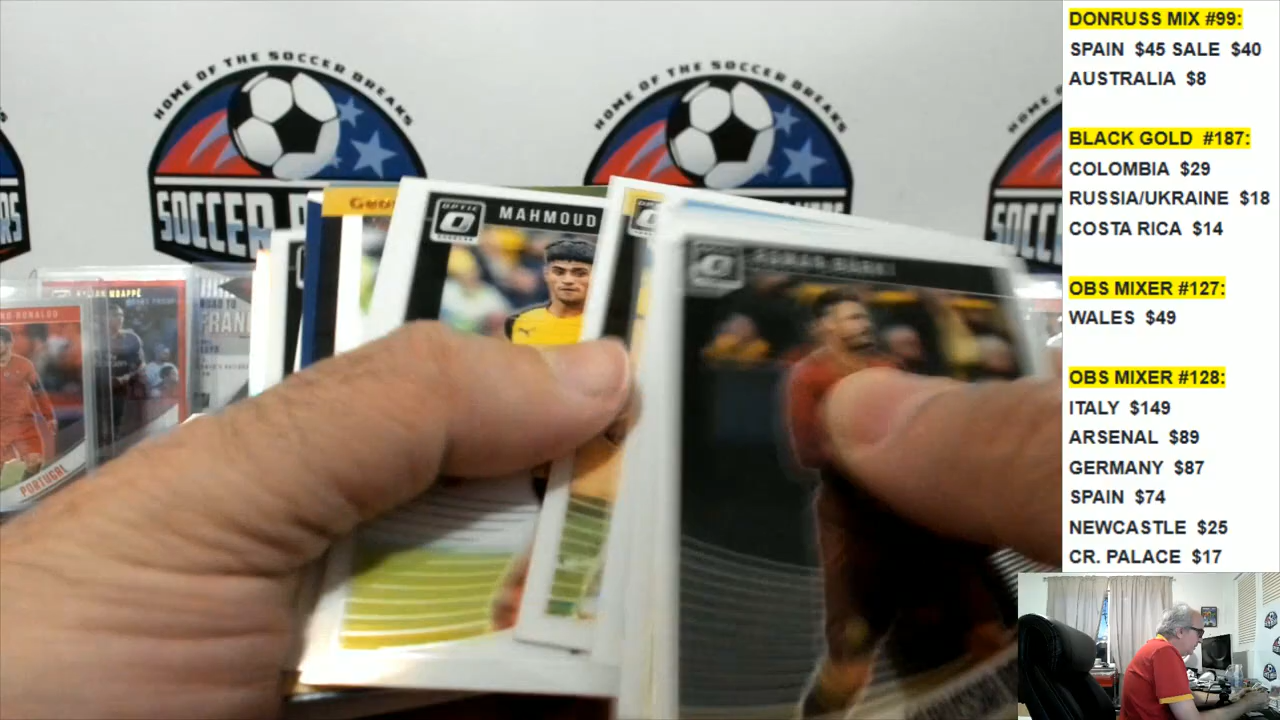 DONRUSS MIX #99:
SPAIN $45 SALE $40
AUSTRALIA $8
BLACK GOLD #187:
COLOMBIA $29
RUSSIA/UKRAINE $18
COSTA RICA $14
OBS MIXER #127:
WALES $49
OBS MIXER #128:
ITALY $149
ARSENAL $89
GERMANY $87
SPAIN $74
NEWCASTLE $25
CR. PALACE $17
HOME OF THE SOCCER BREAKS
SOCCER
HOME OF THE SOCCER BREAKS
OPTIC
MAHMOUD
PORTUGAL